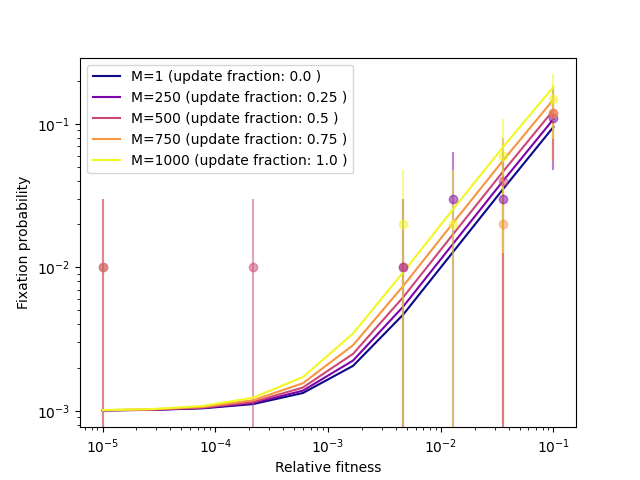 M=1 (update fraction: 0.0 )
M=250 (update fraction: 0.25 )
M=500 (update fraction: 0.5 )
M=750 (update fraction: 0.75 )
M=1000 (update fraction: 1.0 )
10⁻¹
10⁻²
10⁻³
Fixation probability
10⁻⁵ 10⁻⁴ 10⁻³ 10⁻² 10⁻¹
Relative fitness